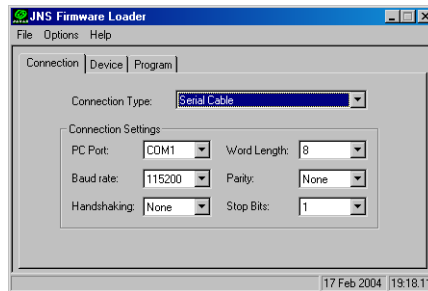 JNS Firmware Loader
File Options Help
Connection Device Program
Connection Type: Serial Cable
Connection Settings
PC Port: COM1 Word Length: 8
Baud rate: 115200 Parity: None
Handshaking: None Stop Bits: 1
17 Feb 2004